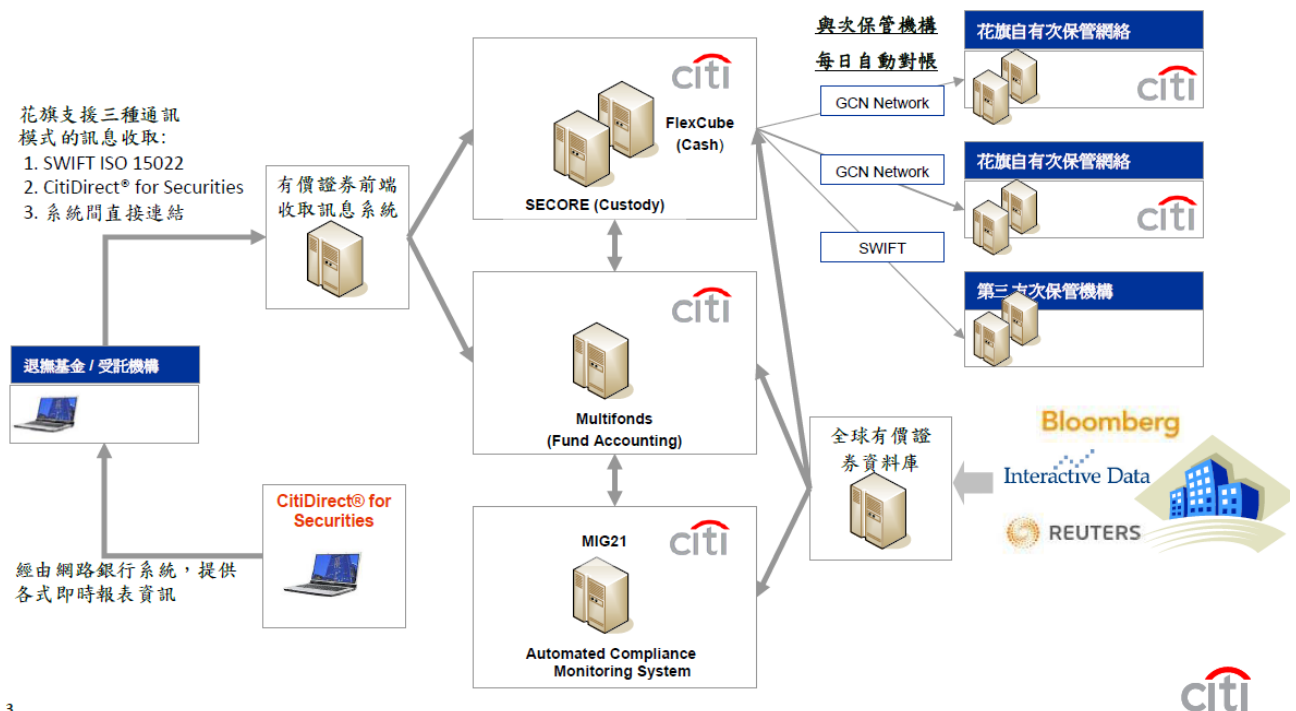 花旗支援三種通訊
模式的訊息收取:
1. SWIFT ISO 15022
2. CitiDirect® for Securities
3. 系統間直接連結
有價證券前端
收取訊息系統
退撫基金 / 受託機構
CitiDirect® for
Securities
經由網路銀行系統，提供
各式即時報表資訊
citi
FlexCube
(Cash)
SECORE (Custody)
citi
Multifonds
(Fund Accounting)
MIG21
citi
Automated Compliance
Monitoring System
與次保管機構
每日自動對帳
GCN Network
GCN Network
SWIFT
花旗自有次保管網絡
citi
花旗自有次保管網絡
citi
第三方次保管機構
全球有價證
券資料庫
Bloomberg
Interactive Data
REUTERS
3
citi